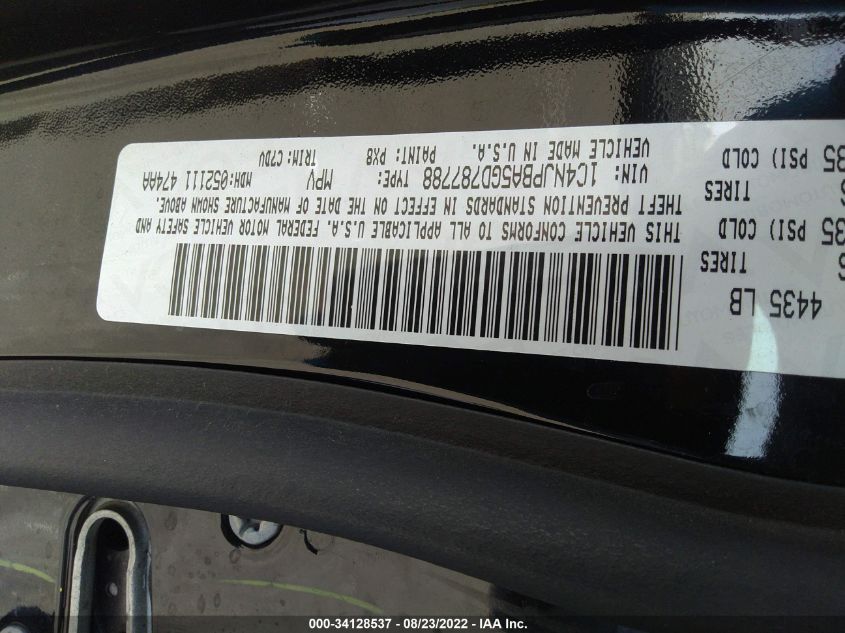 4435 LB
TIRES
35 PSI) COLD
TIRES
35 PSI) COLD
THIS VEHICLE CONFORMS TO ALL APPLICABLE U.S.A. FEDERAL MOTOR VEHICLE SAFETY AND
THEFT PREVENTION STANDARDS IN EFFECT ON THE DATE OF MANUFACTURE SHOWN ABOVE.
VIN: 1C4NJPBA5GD787788 TYPE: MPV MDH: 052111 474AA
VEHICLE MADE IN U.S.A. PAINT: PX8 TRIM: C7DV
000-34128537 - 08/23/2022 - IAA Inc.